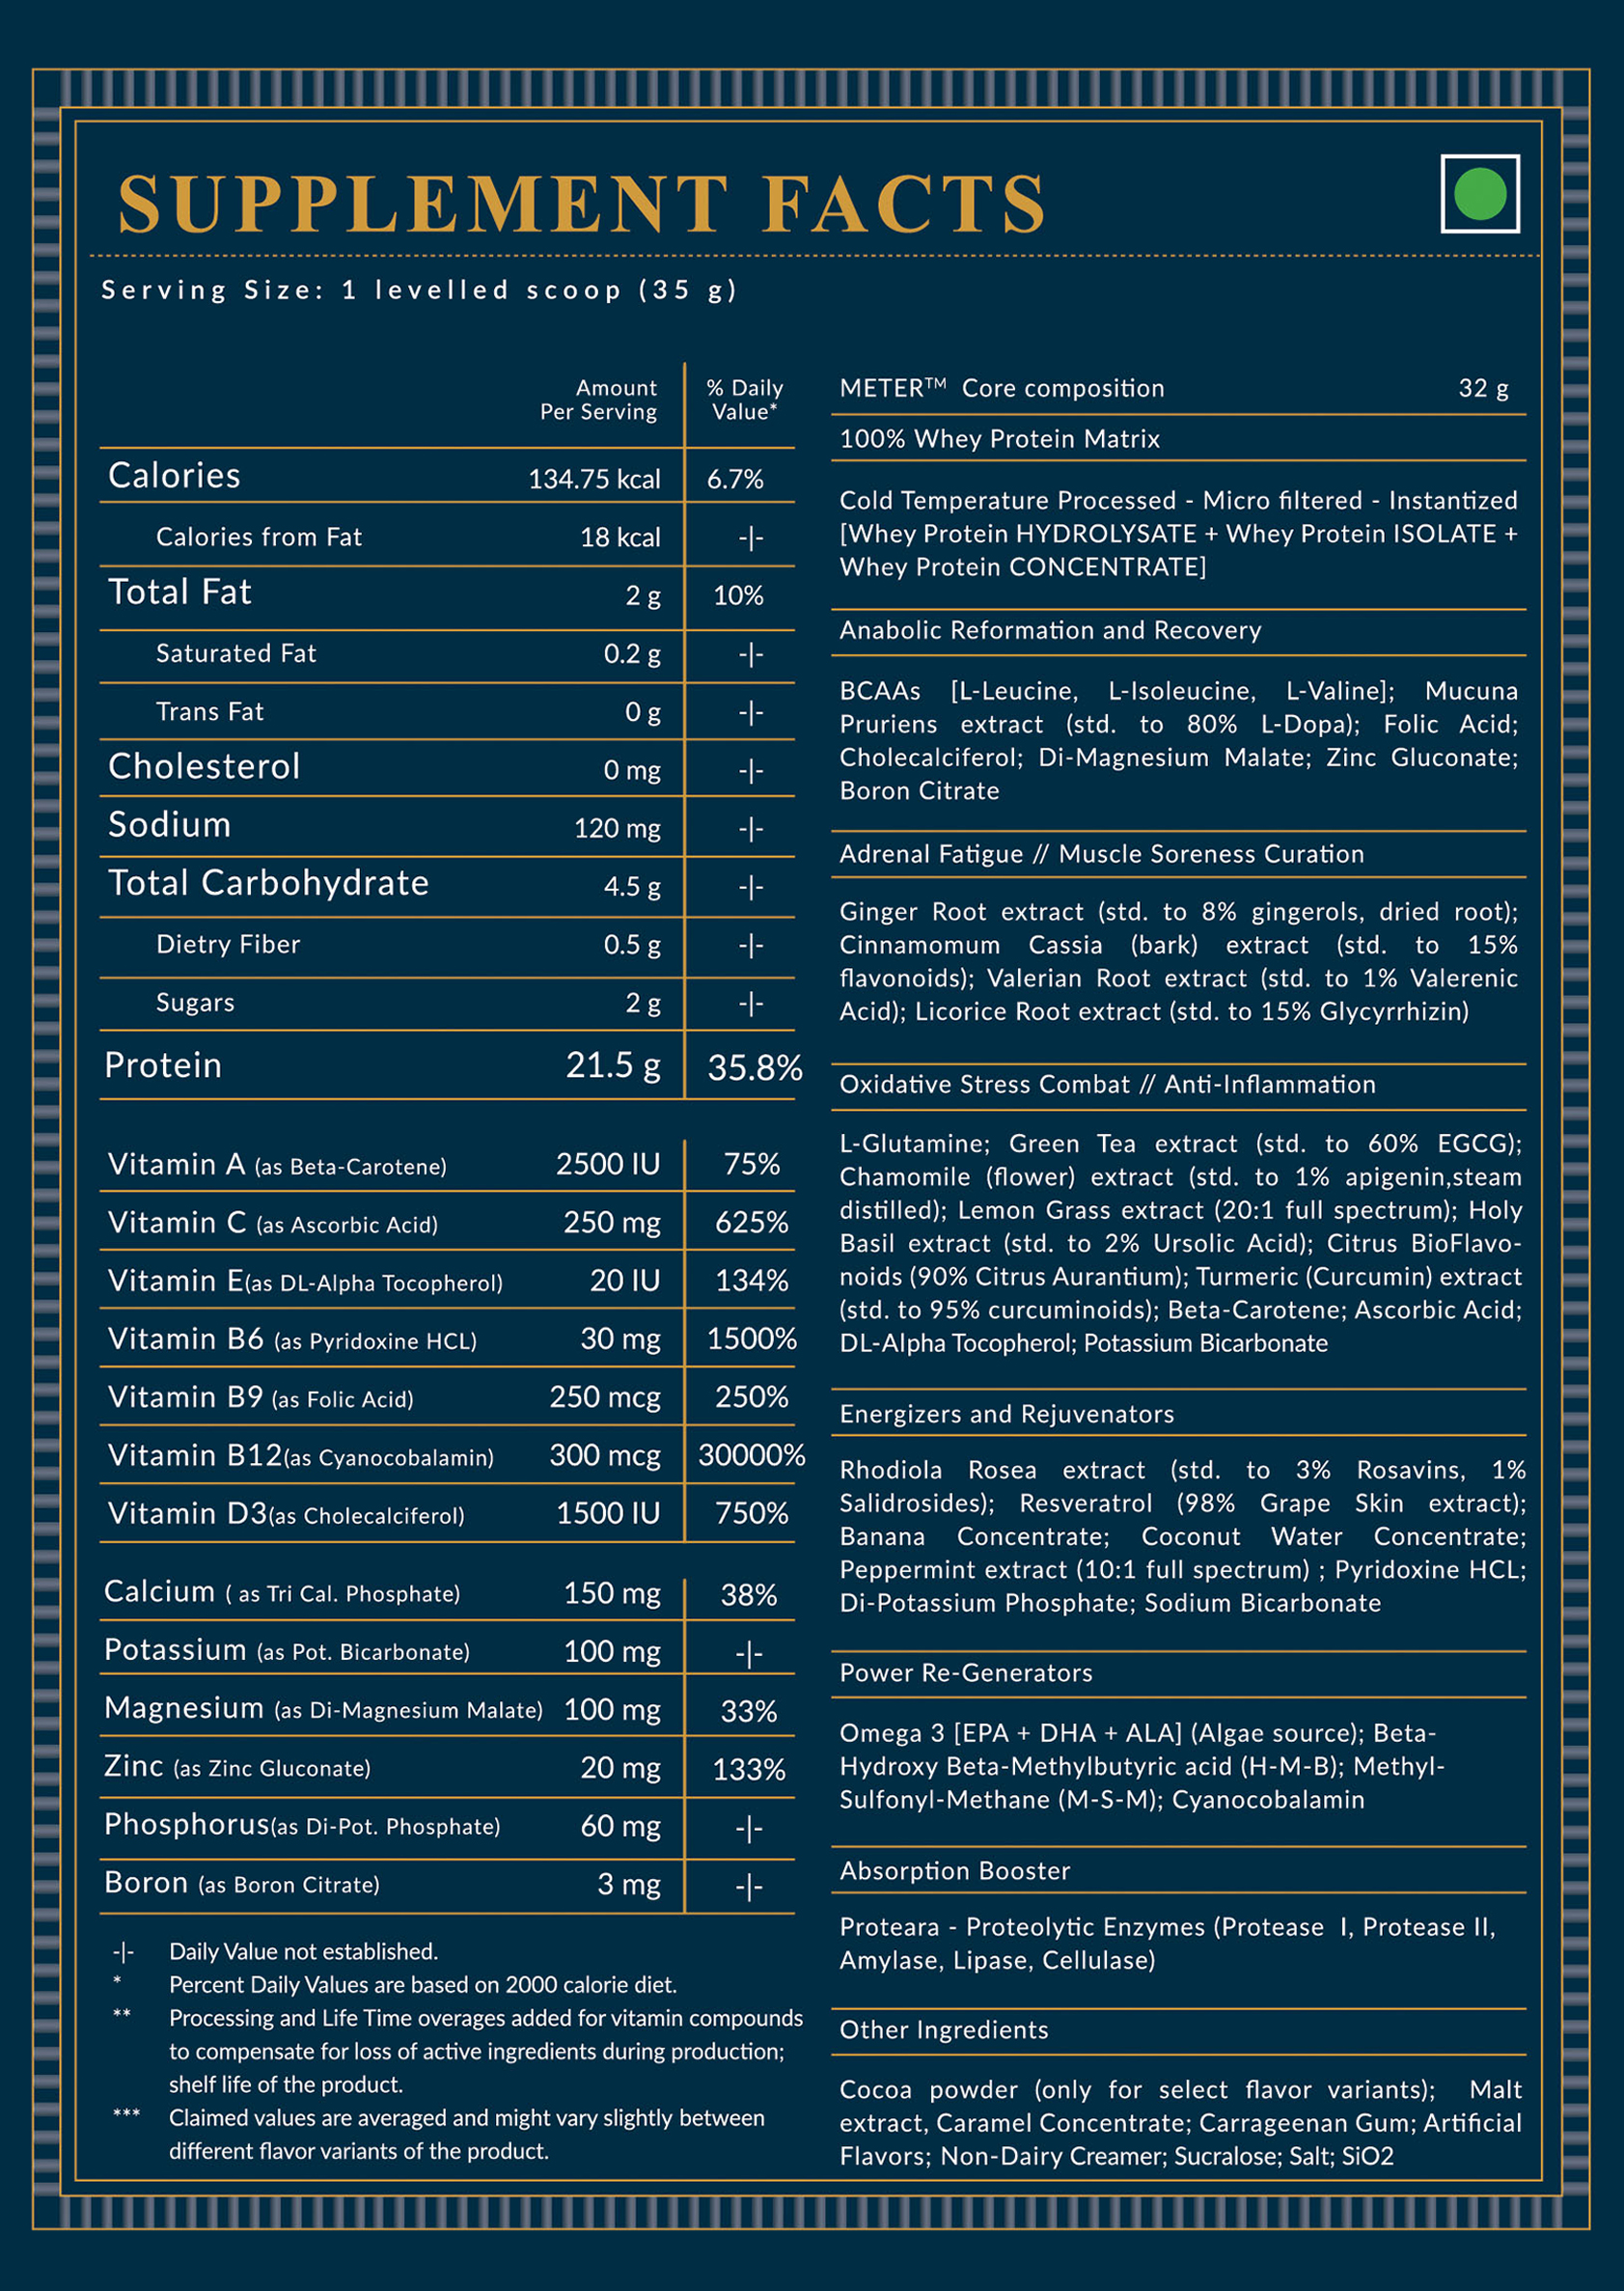 SUPPLEMENT FACTS
Serving Size: 1 levelled scoop (35 g)
Amount Per Serving % Daily Value*
Calories 134.75 kcal 6.7%
Calories from Fat 18 kcal -|-
Total Fat 2 g 10%
Saturated Fat 0.2 g -|-
Trans Fat 0 g -|-
Cholesterol 0 mg -|-
Sodium 120 mg -|-
Total Carbohydrate 4.5 g -|-
Dietry Fiber 0.5 g -|-
Sugars 2 g -|-
Protein 21.5 g 35.8%
Vitamin A (as Beta-Carotene) 2500 IU 75%
Vitamin C (as Ascorbic Acid) 250 mg 625%
Vitamin E(as DL-Alpha Tocopherol) 20 IU 134%
Vitamin B6 (as Pyridoxine HCL) 30 mg 1500%
Vitamin B9 (as Folic Acid) 250 mcg 250%
Vitamin B12(as Cyanocobalamin) 300 mcg 30000%
Vitamin D3(as Cholecalciferol) 1500 IU 750%
Calcium ( as Tri Cal. Phosphate) 150 mg 38%
Potassium (as Pot. Bicarbonate) 100 mg -|-
Magnesium (as Di-Magnesium Malate) 100 mg 33%
Zinc (as Zinc Gluconate) 20 mg 133%
Phosphorus(as Di-Pot. Phosphate) 60 mg -|-
Boron (as Boron Citrate) 3 mg -|-
-|- Daily Value not established.
* Percent Daily Values are based on 2000 calorie diet.
** Processing and Life Time overages added for vitamin compounds
to compensate for loss of active ingredients during production;
shelf life of the product.
*** Claimed values are averaged and might vary slightly between
different flavor variants of the product.
METER™ Core composition 32 g
100% Whey Protein Matrix
Cold Temperature Processed - Micro filtered - Instantized
[Whey Protein HYDROLYSATE + Whey Protein ISOLATE +
Whey Protein CONCENTRATE]
Anabolic Reformation and Recovery
BCAAs [L-Leucine, L-Isoleucine, L-Valine]; Mucuna
Pruriens extract (std. to 80% L-Dopa); Folic Acid;
Cholecalciferol; Di-Magnesium Malate; Zinc Gluconate;
Boron Citrate
Adrenal Fatigue // Muscle Soreness Curation
Ginger Root extract (std. to 8% gingerols, dried root);
Cinnamomum Cassia (bark) extract (std. to 15%
flavonoids); Valerian Root extract (std. to 1% Valerenic
Acid); Licorice Root extract (std. to 15% Glycyrrhizin)
Oxidative Stress Combat // Anti-Inflammation
L-Glutamine; Green Tea extract (std. to 60% EGCG);
Chamomile (flower) extract (std. to 1% apigenin,steam
distilled); Lemon Grass extract (20:1 full spectrum); Holy
Basil extract (std. to 2% Ursolic Acid); Citrus BioFlavo-
noids (90% Citrus Aurantium); Turmeric (Curcumin) extract
(std. to 95% curcuminoids); Beta-Carotene; Ascorbic Acid;
DL-Alpha Tocopherol; Potassium Bicarbonate
Energizers and Rejuvenators
Rhodiola Rosea extract (std. to 3% Rosavins, 1%
Salidrosides); Resveratrol (98% Grape Skin extract);
Banana Concentrate; Coconut Water Concentrate;
Peppermint extract (10:1 full spectrum) ; Pyridoxine HCL;
Di-Potassium Phosphate; Sodium Bicarbonate
Power Re-Generators
Omega 3 [EPA + DHA + ALA] (Algae source); Beta-
Hydroxy Beta-Methylbutyric acid (H-M-B); Methyl-
Sulfonyl-Methane (M-S-M); Cyanocobalamin
Absorption Booster
Proteara - Proteolytic Enzymes (Protease I, Protease II,
Amylase, Lipase, Cellulase)
Other Ingredients
Cocoa powder (only for select flavor variants); Malt
extract, Caramel Concentrate; Carrageenan Gum; Artificial
Flavors; Non-Dairy Creamer; Sucralose; Salt; SiO2